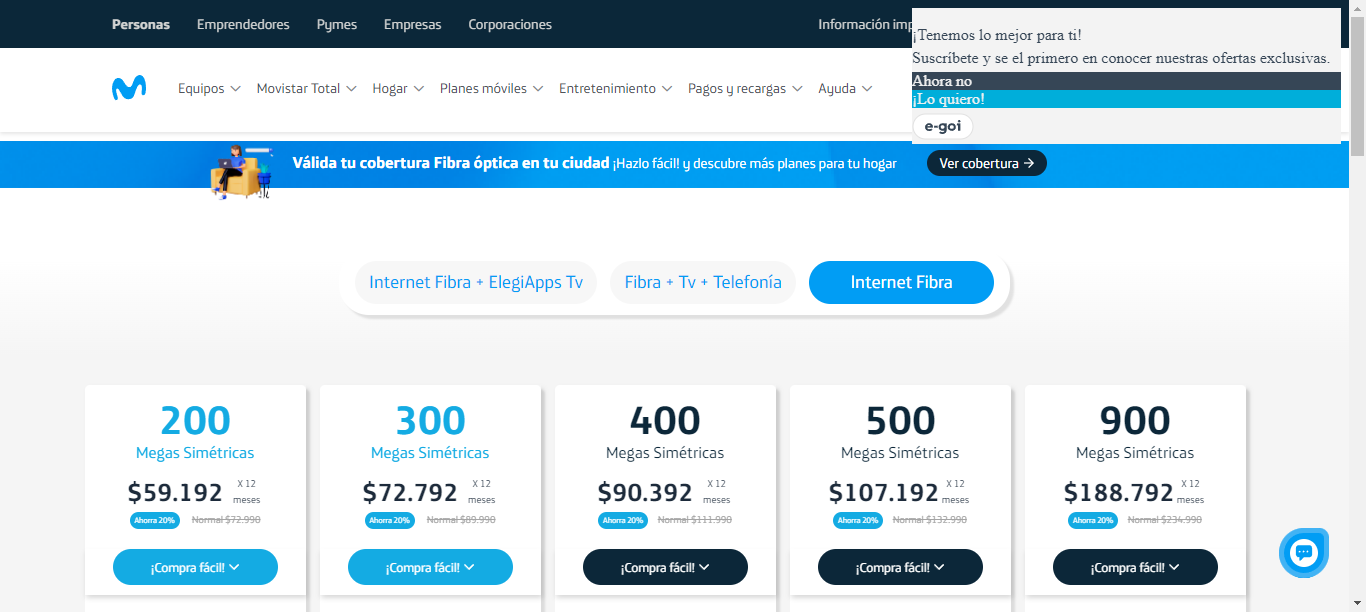 Personas Emprendedores Pymes Empresas Corporaciones Información imp
¡Tenemos lo mejor para ti!
Suscríbete y se el primero en conocer nuestras ofertas exclusivas.
Ahora no
¡Lo quiero!
e-goi
Equipos Movistar Total Hogar Planes móviles Entretenimiento Pagos y recargas Ayuda
Válida tu cobertura Fibra óptica en tu ciudad ¡Hazlo fácil! y descubre más planes para tu hogar Ver cobertura →
Internet Fibra + ElegiApps Tv Fibra + Tv + Telefonía Internet Fibra
200
Megas Simétricas
$59.192 X 12 meses
Ahorra 20% Normal $72.990
¡Compra fácil!
300
Megas Simétricas
$72.792 X 12 meses
Ahorra 20% Normal $89.990
¡Compra fácil!
400
Megas Simétricas
$90.392 X 12 meses
Ahorra 20% Normal $111.990
¡Compra fácil!
500
Megas Simétricas
$107.192 X 12 meses
Ahorra 20% Normal $132.990
¡Compra fácil!
900
Megas Simétricas
$188.792 X 12 meses
Ahorra 20% Normal $234.990
¡Compra fácil!